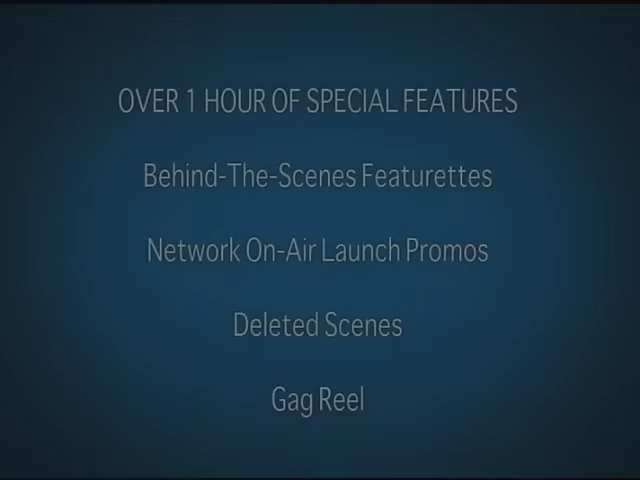 OVER 1 HOUR OF SPECIAL FEATURES
Behind-The-Scenes Featurettes
Network On-Air Launch Promos
Deleted Scenes
Gag Reel